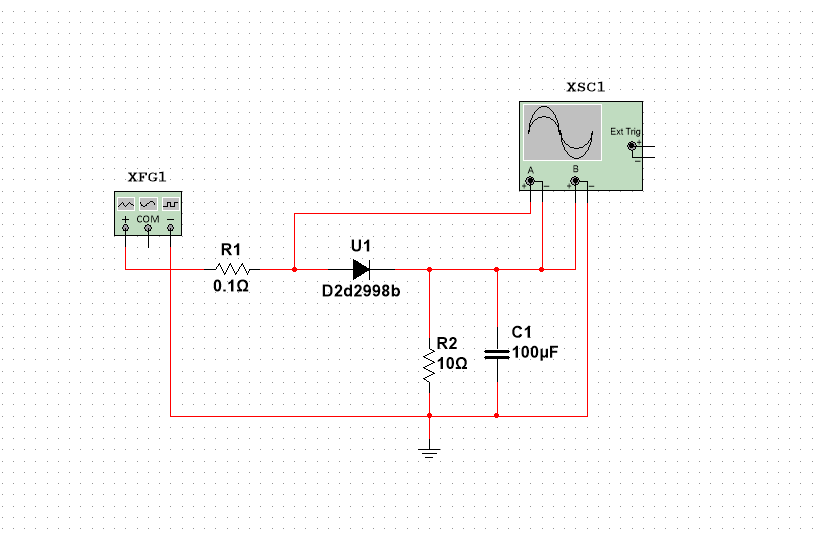 XSC1
Ext Trig
+
−
A
B
+ − + −
XFG1
+ COM −
R1
0.1Ω
U1
D2d2998b
R2
10Ω
C1
100µF